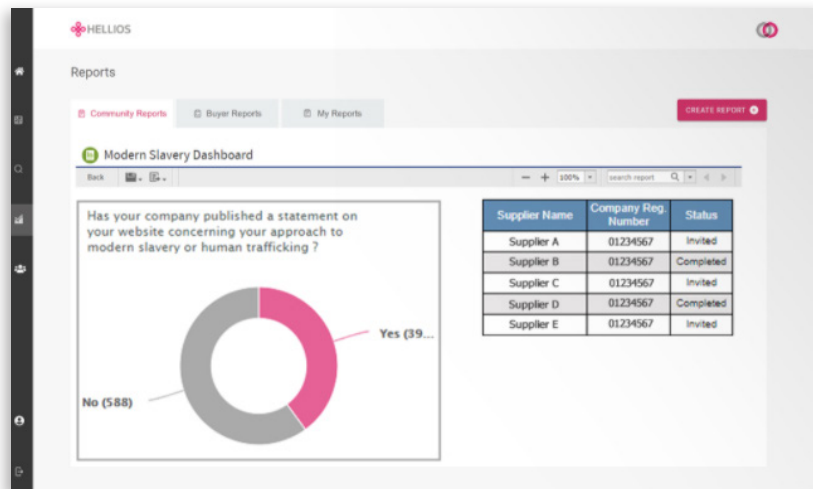 HELLIOS
Reports
Community Reports
Buyer Reports
My Reports
CREATE REPORT
Modern Slavery Dashboard
Back
100%
search report
Has your company published a statement on
your website concerning your approach to
modern slavery or human trafficking ?
Yes (39...
No (588)
Supplier Name Company Reg. Number Status
Supplier A 01234567 Invited
Supplier B 01234567 Completed
Supplier C 01234567 Invited
Supplier D 01234567 Completed
Supplier E 01234567 Invited